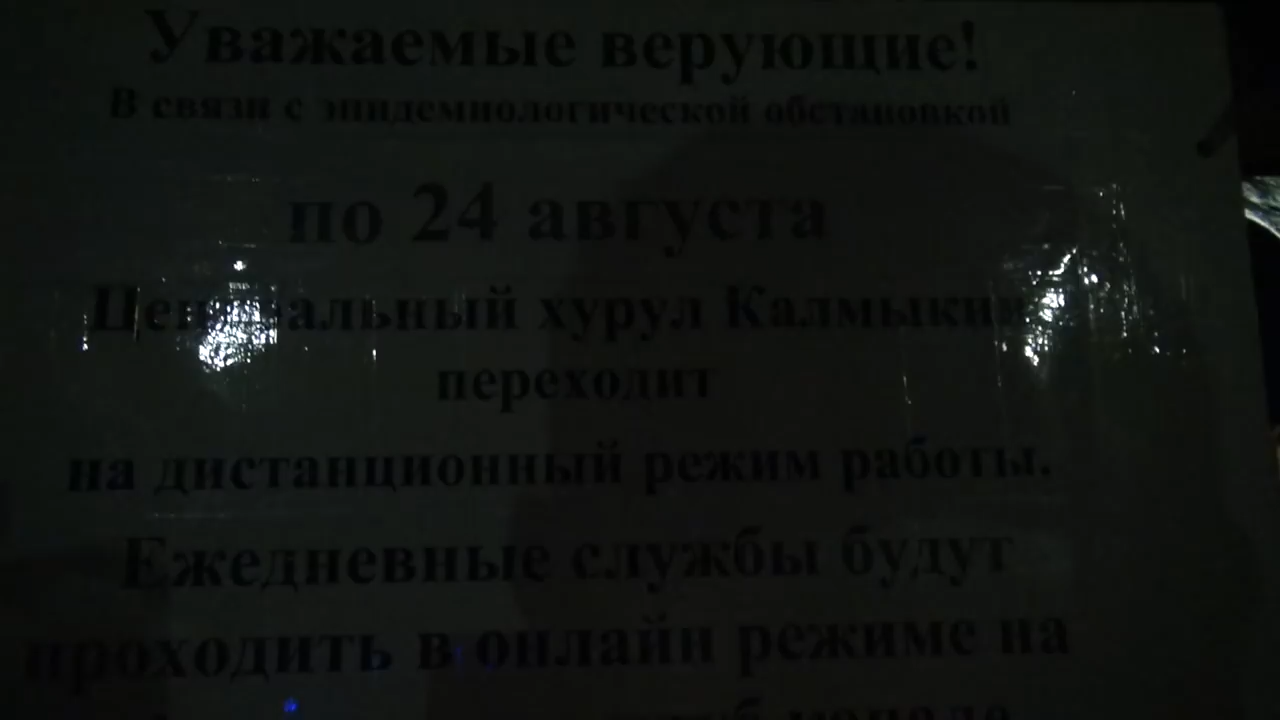 Уважаемые верующие!
В связи с эпидемиологической обстановкой
по 24 августа
Центральный хурул Калмыкии
переходит
на дистанционный режим работы.
Ежедневные службы будут
проходить в онлайн режиме на